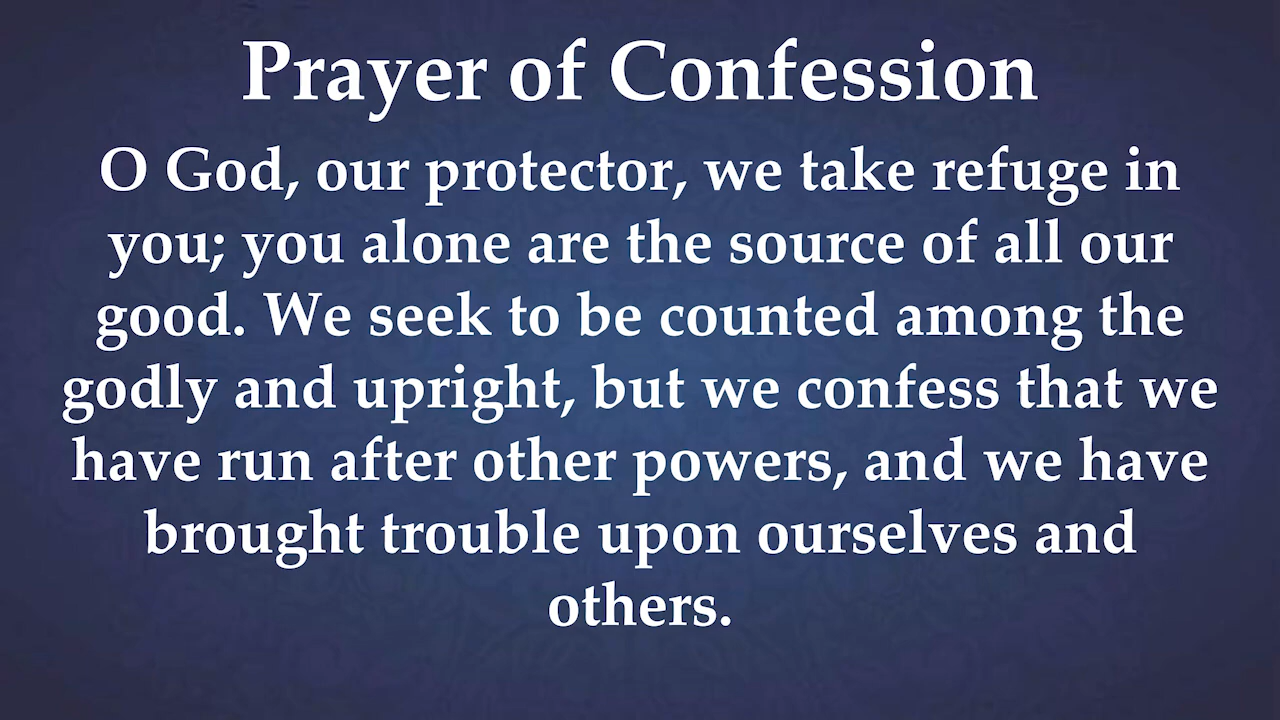 Prayer of Confession
O God, our protector, we take refuge in
you; you alone are the source of all our
good. We seek to be counted among the
godly and upright, but we confess that we
have run after other powers, and we have
brought trouble upon ourselves and
others.